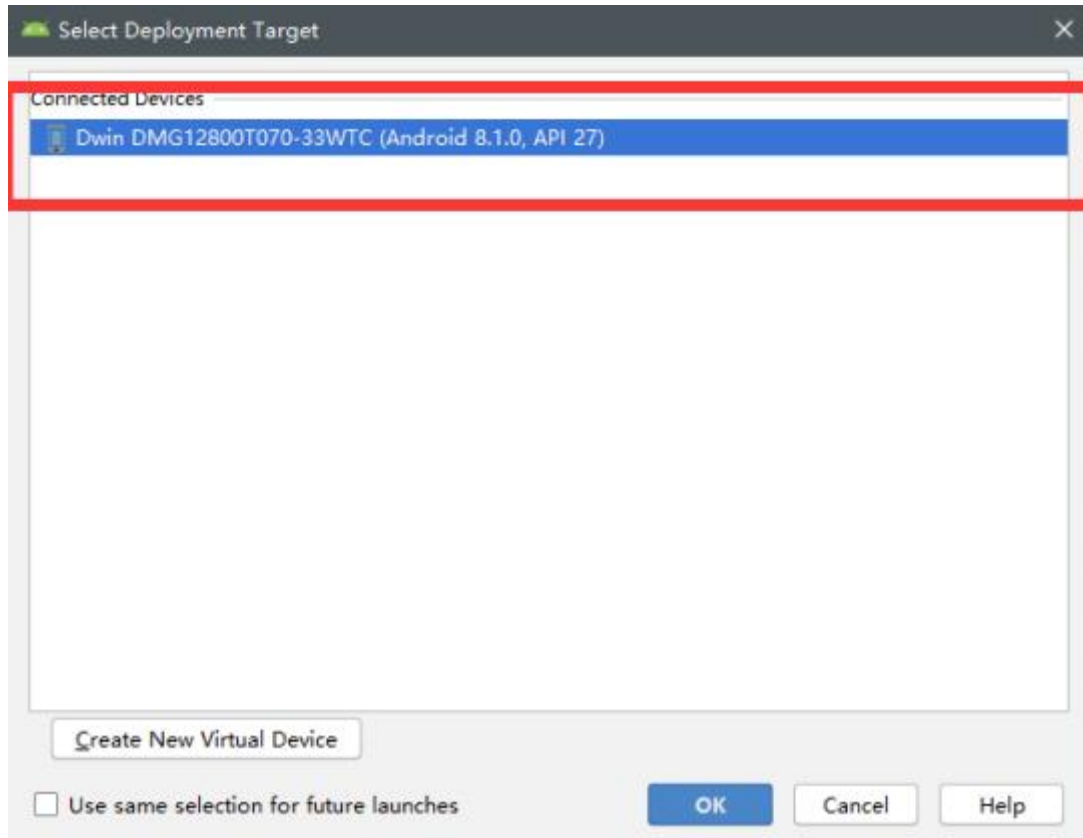 Select Deployment Target
Connected Devices
Dwin DMG12800T070-33WTC (Android 8.1.0, API 27)
Create New Virtual Device
Use same selection for future launches
OK
Cancel
Help